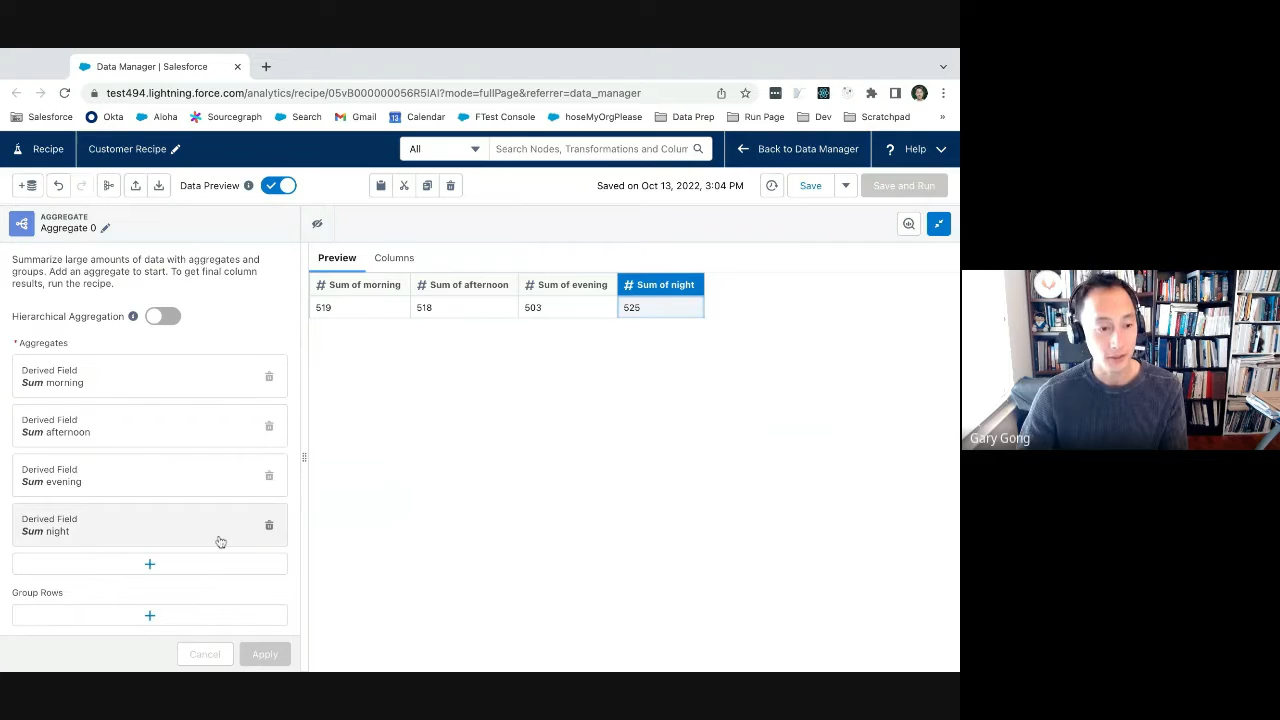 Data Manager | Salesforce
test494.lightning.force.com/analytics/recipe/05vB000000056R5IAI?mode=fullPage&referrer=data_manager
Salesforce
Okta
Aloha
Sourcegraph
Search
Gmail
Calendar
FTest Console
hoseMyOrgPlease
Data Prep
Run Page
Dev
Scratchpad
»
Recipe
Customer Recipe
All
Search Nodes, Transformations and Colum
Back to Data Manager
Help
Data Preview
Saved on Oct 13, 2022, 3:04 PM
Save
Save and Run
AGGREGATE
Aggregate 0
Summarize large amounts of data with aggregates and
groups. Add an aggregate to start. To get final column
results, run the recipe.
Hierarchical Aggregation
* Aggregates
Derived Field
Sum morning
Derived Field
Sum afternoon
Derived Field
Sum evening
Derived Field
Sum night
Group Rows
Cancel
Apply
Preview
Columns
# Sum of morning
# Sum of afternoon
# Sum of evening
# Sum of night
519
518
503
525
Gary Gong